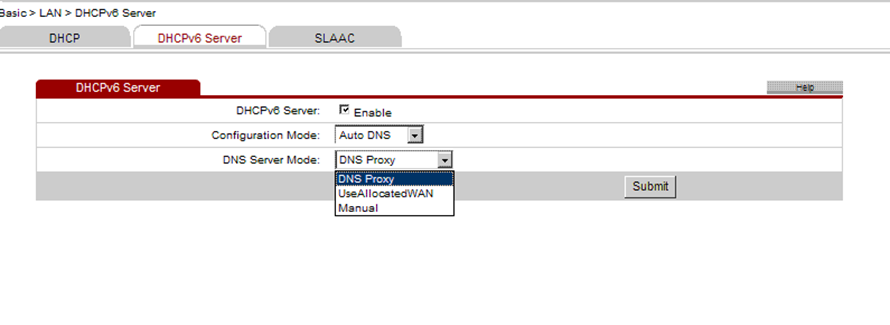 Basic > LAN > DHCPv6 Server
DHCP DHCPv6 Server SLAAC
DHCPv6 Server Help
DHCPv6 Server: Enable
Configuration Mode: Auto DNS
DNS Server Mode: DNS Proxy
DNS Proxy
UseAllocatedWAN
Manual
Submit